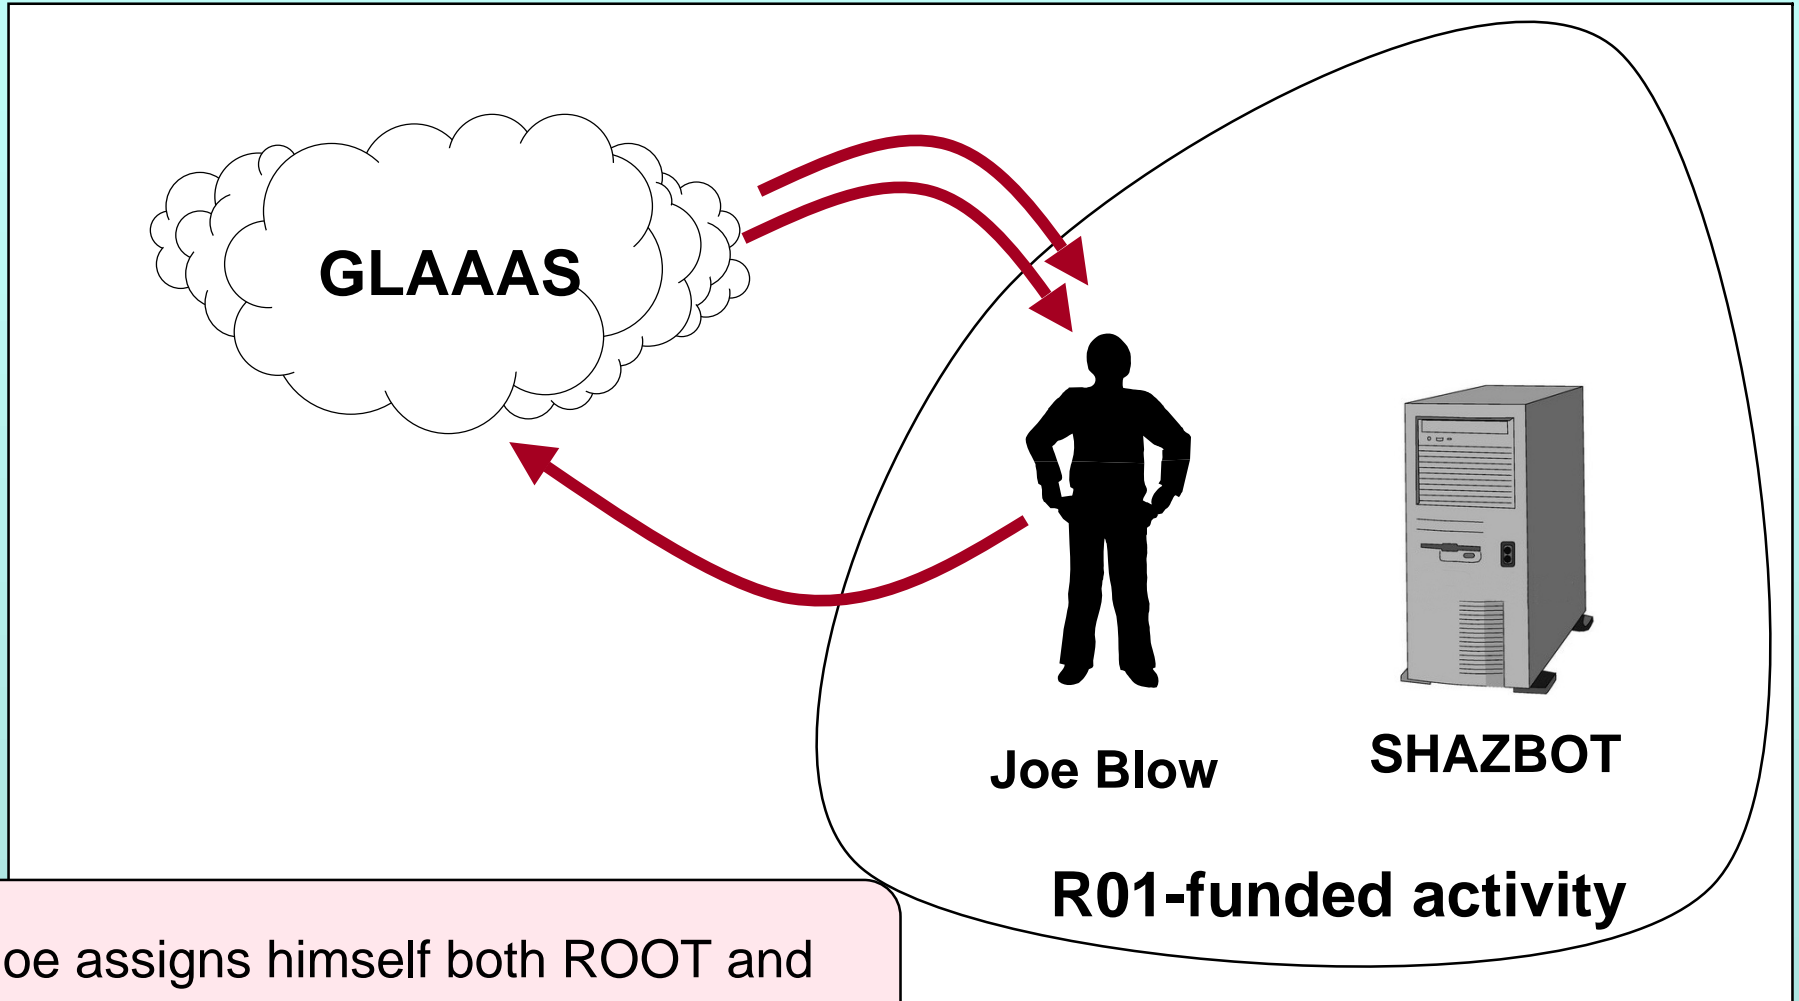 GLAAAS
Joe Blow
SHAZBOT
R01-funded activity
oe assigns himself both ROOT and